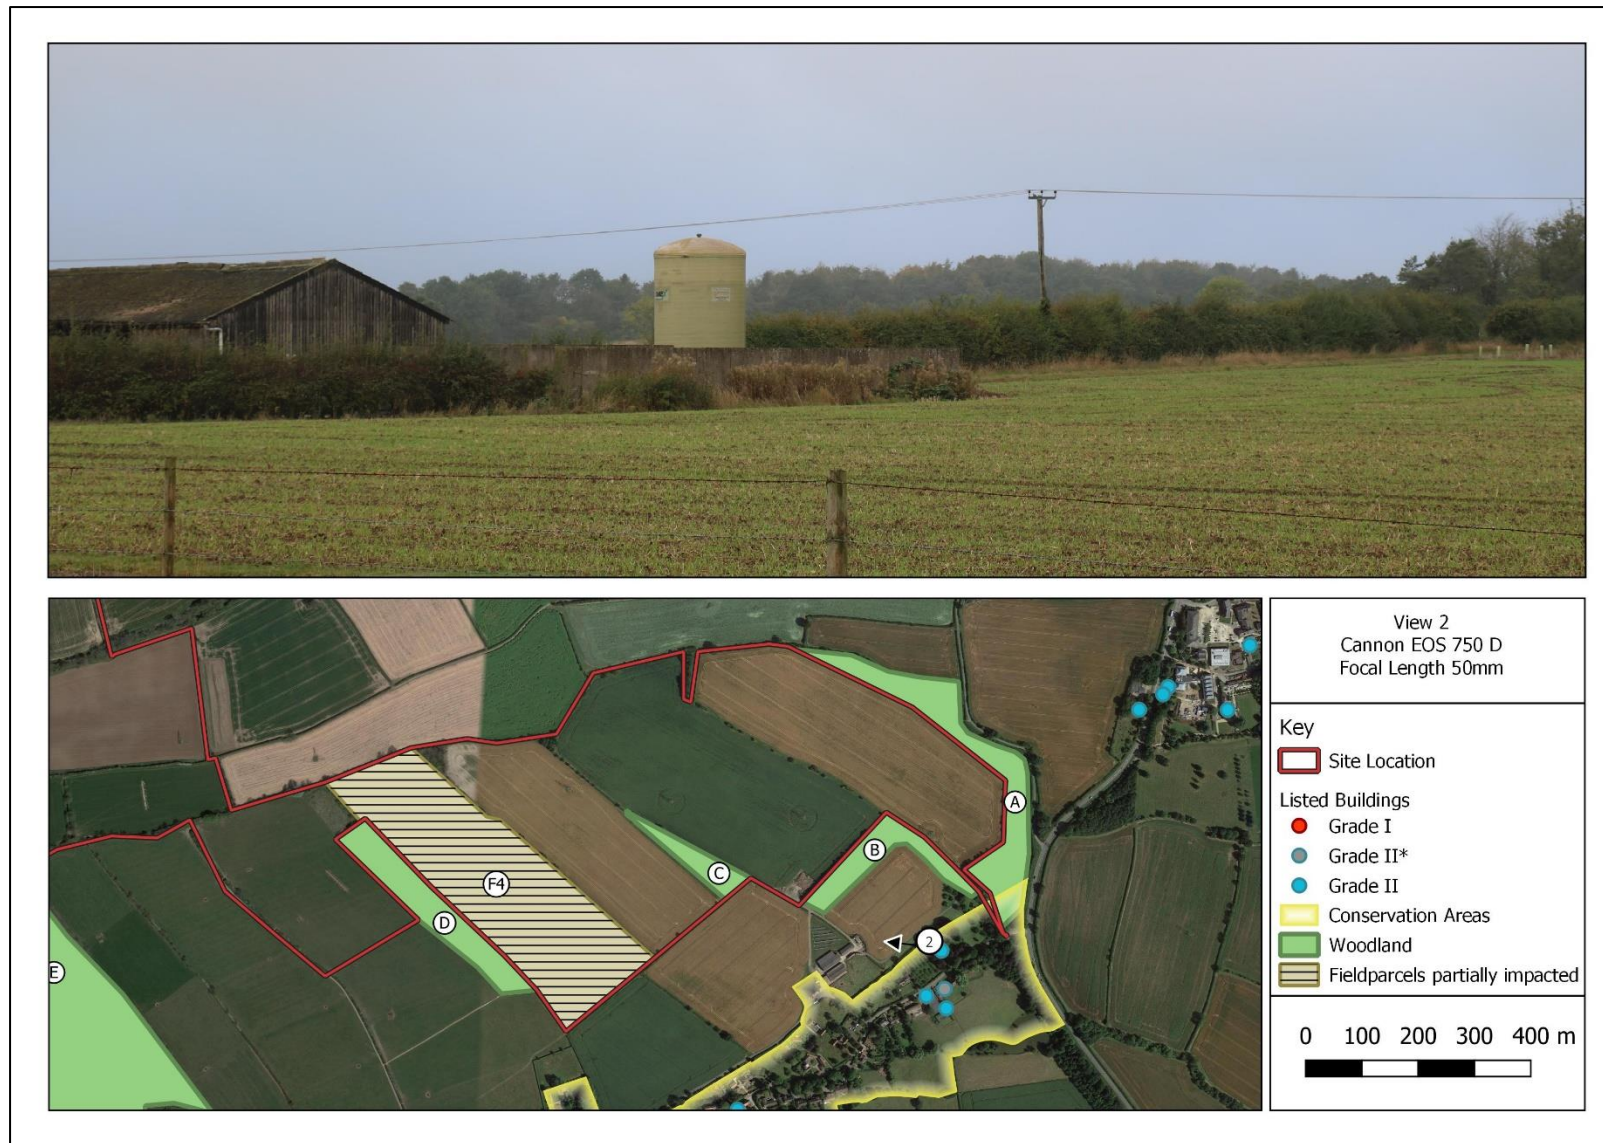 View 2
Cannon EOS 750 D
Focal Length 50mm
Key
Site Location
Listed Buildings
Grade I
Grade II*
Grade II
Conservation Areas
Woodland
Fieldparcels partially impacted
0 100 200 300 400 m
A
B
C
F4
D
2
E